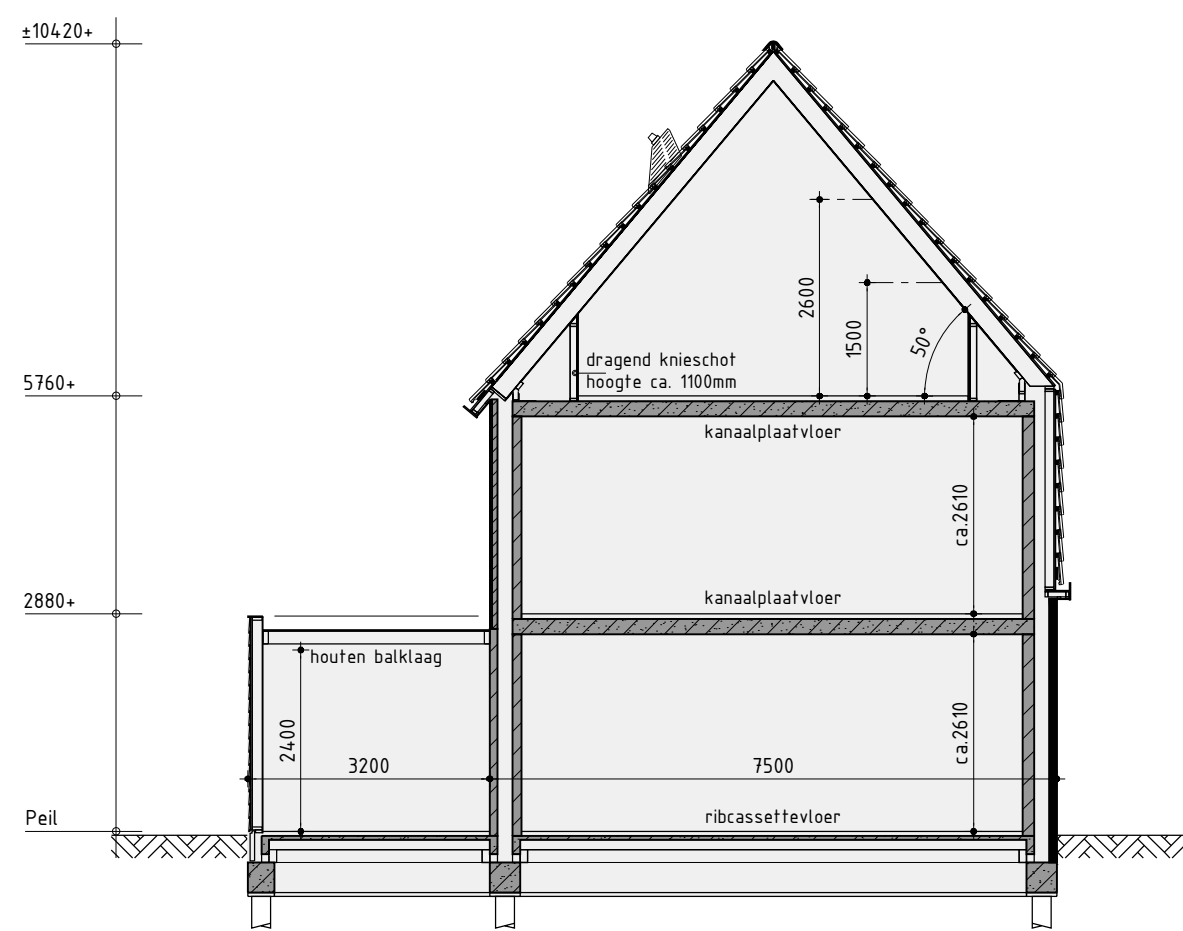 ±10420+
2600
1500
50°
dragend knieschot
hoogte ca. 1100mm
5760+
kanaalplaatvloer
ca.2610
2880+
kanaalplaatvloer
houten balklaag
2400
ca.2610
3200
7500
Peil
ribcassettevloer